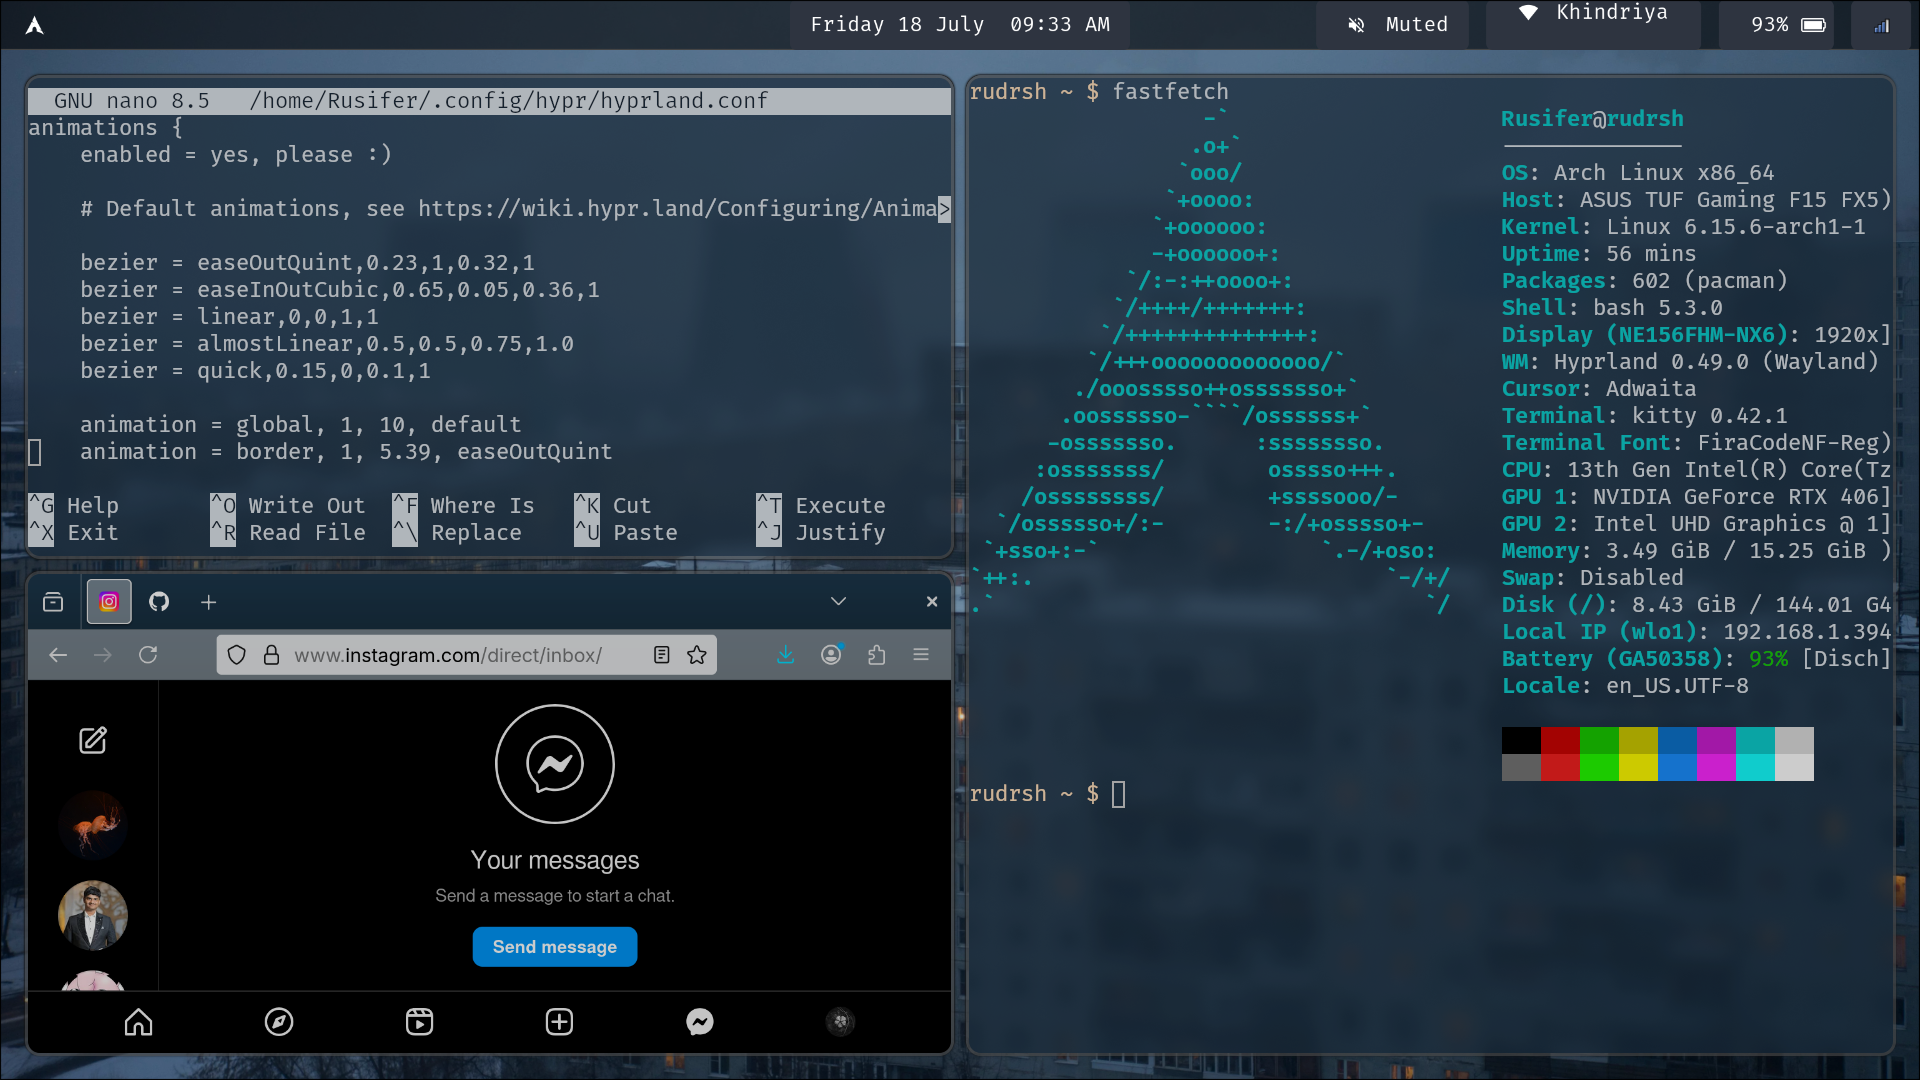 Friday 18 July  09:33 AM
Muted
Khindriya
93%
GNU nano 8.5   /home/Rusifer/.config/hypr/hyprland.conf
animations {
    enabled = yes, please :)
    # Default animations, see https://wiki.hypr.land/Configuring/Anima>
    bezier = easeOutQuint,0.23,1,0.32,1
    bezier = easeInOutCubic,0.65,0.05,0.36,1
    bezier = linear,0,0,1,1
    bezier = almostLinear,0.5,0.5,0.75,1.0
    bezier = quick,0.15,0,0.1,1
    animation = global, 1, 10, default
    animation = border, 1, 5.39, easeOutQuint
^G Help   ^O Write Out   ^F Where Is   ^K Cut   ^T Execute
^X Exit   ^R Read File   ^\ Replace   ^U Paste   ^J Justify
www.instagram.com/direct/inbox/
Your messages
Send a message to start a chat.
Send message
rudrsh ~ $ fastfetch
                  -`
                 .o+`
                `ooo/
               `+oooo:
              `+oooooo:
              -+oooooo+:
            `/:-:++oooo+:
           `/++++/+++++++:
          `/++++++++++++++:
         `/+++ooooooooooooo/`
        ./ooosssso++osssssso+`
       .oossssso-````/ossssss+`
      -osssssso.      :ssssssso.
     :osssssss/        osssso+++.
    /ossssssss/        +ssssooo/-
  `/ossssso+/:-        -:/+osssso+-
 `+sso+:-`                 `.-/+oso:
`++:.                           `-/+/
.`                                 `/
Rusifer@rudrsh
--------------
OS: Arch Linux x86_64
Host: ASUS TUF Gaming F15 FX5)
Kernel: Linux 6.15.6-arch1-1
Uptime: 56 mins
Packages: 602 (pacman)
Shell: bash 5.3.0
Display (NE156FHM-NX6): 1920x]
WM: Hyprland 0.49.0 (Wayland)
Cursor: Adwaita
Terminal: kitty 0.42.1
Terminal Font: FiraCodeNF-Reg)
CPU: 13th Gen Intel(R) Core(Tz
GPU 1: NVIDIA GeForce RTX 406]
GPU 2: Intel UHD Graphics @ 1]
Memory: 3.49 GiB / 15.25 GiB )
Swap: Disabled
Disk (/): 8.43 GiB / 144.01 G4
Local IP (wlo1): 192.168.1.394
Battery (GA50358): 93% [Disch]
Locale: en_US.UTF-8
rudrsh ~ $